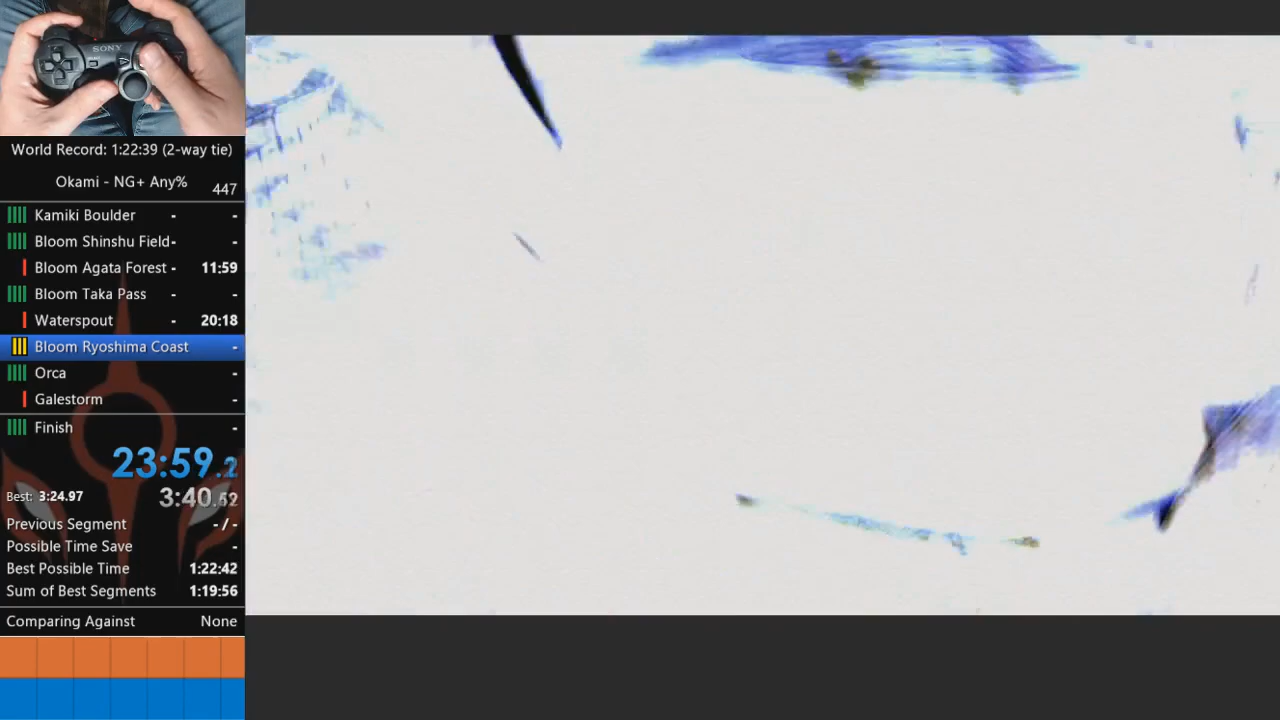 SONY
World Record: 1:22:39 (2-way tie)
Okami - NG+ Any% 447
Kamiki Boulder - -
Bloom Shinshu Field- -
Bloom Agata Forest - 11:59
Bloom Taka Pass - -
Waterspout - 20:18
Bloom Ryoshima Coast -
Orca -
Galestorm -
Finish -
23:59.2
Best: 3:24.97 3:40.52
Previous Segment - / -
Possible Time Save -
Best Possible Time 1:22:42
Sum of Best Segments 1:19:56
Comparing Against None